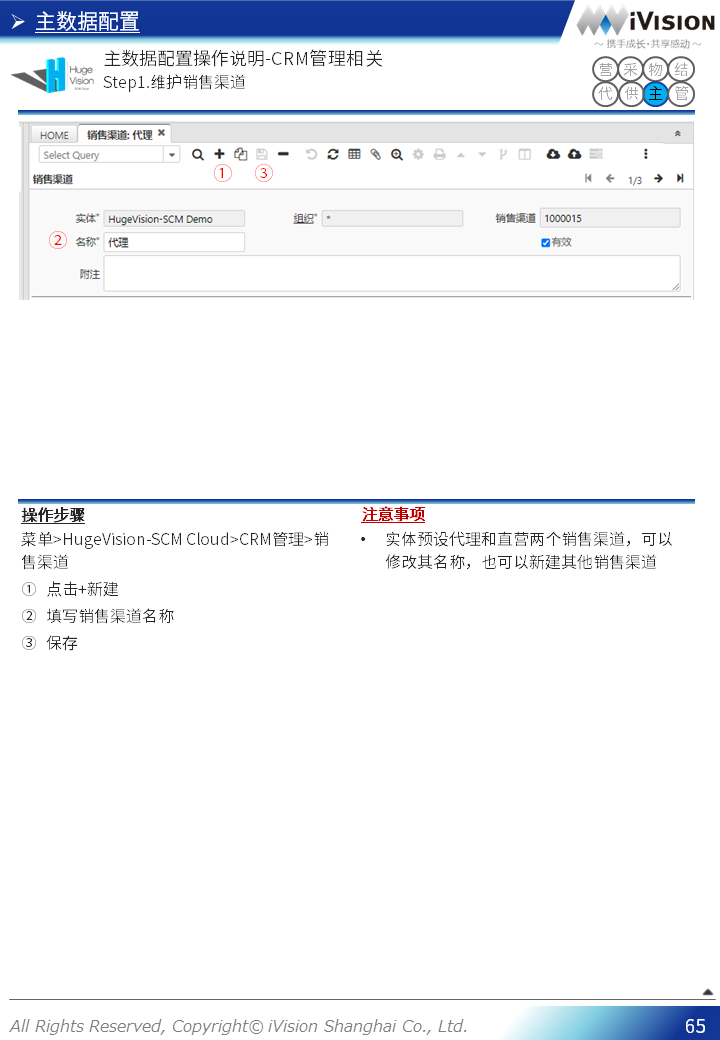 ➢ 主数据配置
iVISION
～ 携手成长·共享感动 ～
Huge Vision
SCM Cloud
主数据配置操作说明-CRM管理相关
Step1.维护销售渠道
营 采 物 结
代 供 主 管
HOME 销售渠道: 代理
Select Query
① ③
销售渠道 1/3
实体* HugeVision-SCM Demo 组织* * 销售渠道 1000015
② 名称* 代理 有效
附注
操作步骤
菜单>HugeVision-SCM Cloud>CRM管理>销
售渠道
① 点击+新建
② 填写销售渠道名称
③ 保存
注意事项
• 实体预设代理和直营两个销售渠道，可以
修改其名称，也可以新建其他销售渠道
All Rights Reserved, Copyright© iVision Shanghai Co., Ltd.
65